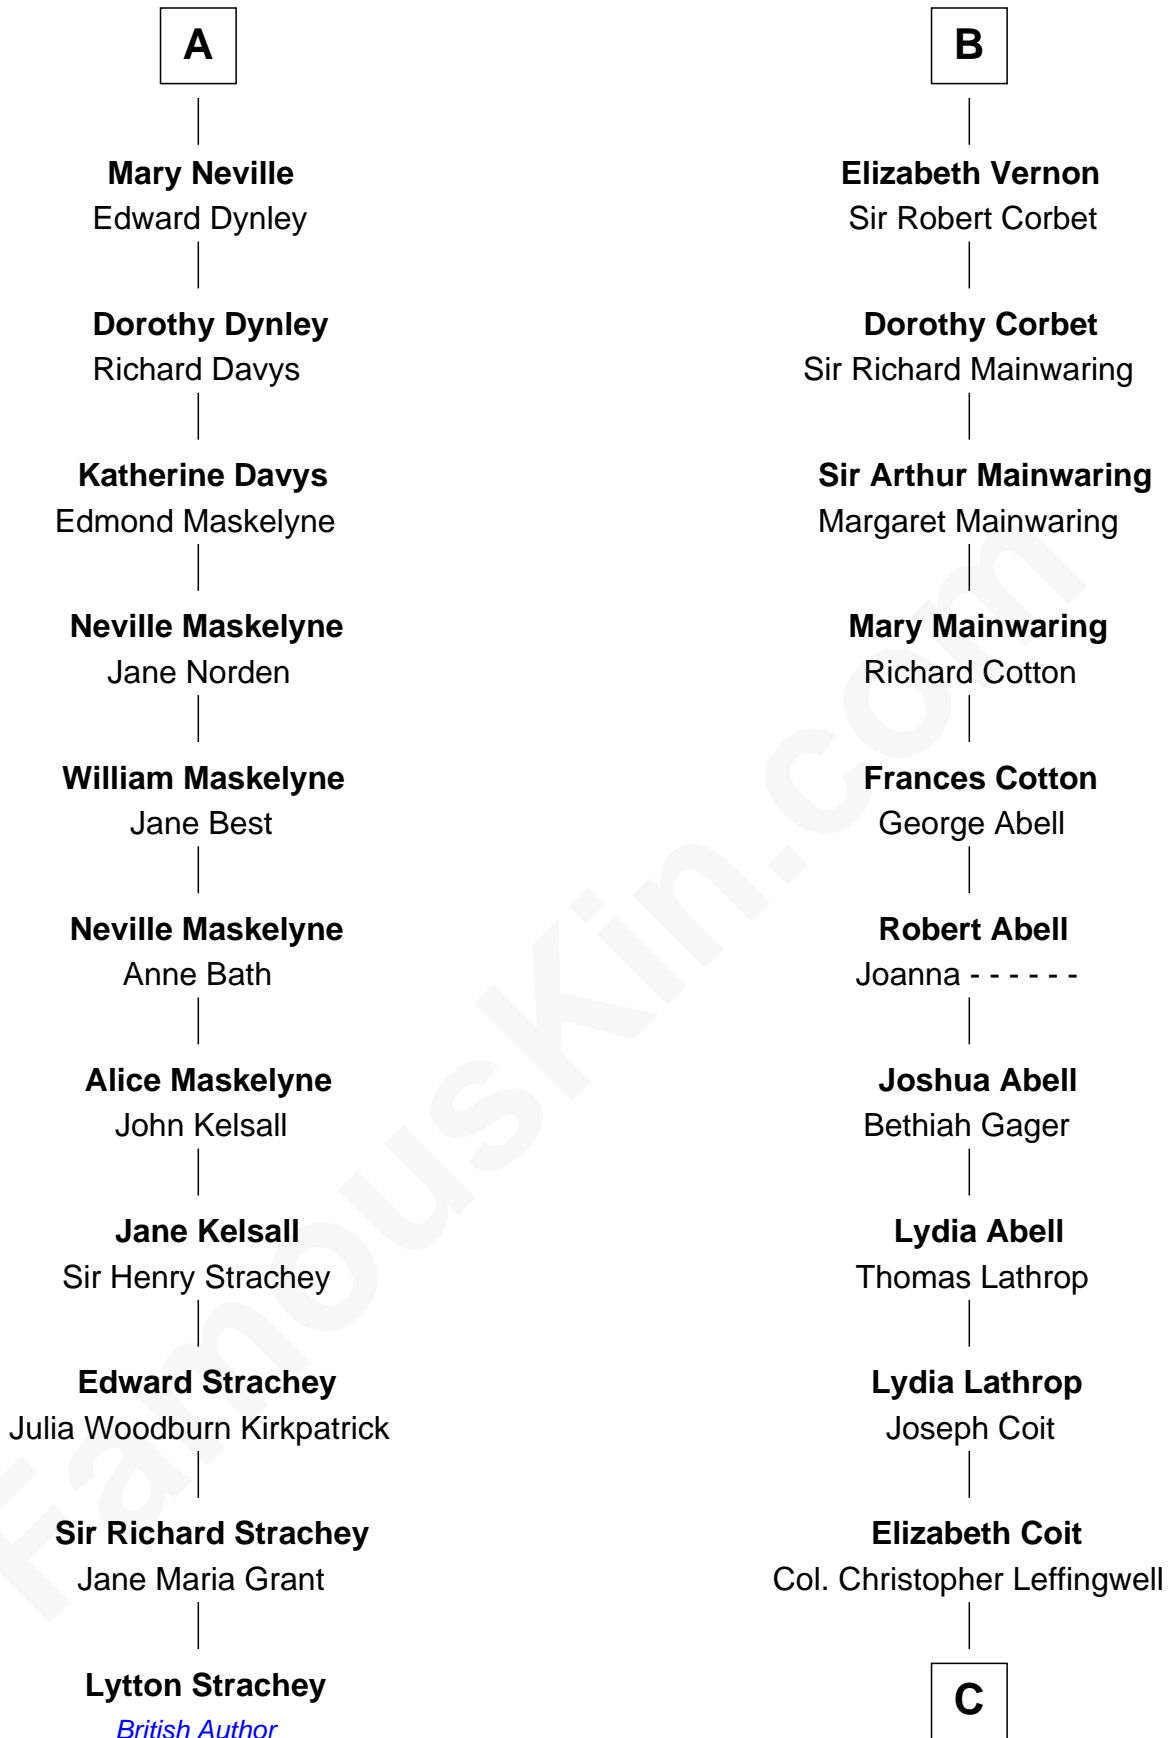 A
Mary Neville
Edward Dynley
Dorothy Dynley
Richard Davys
Katherine Davys
Edmond Maskelyne
Neville Maskelyne
Jane Norden
William Maskelyne
Jane Best
Neville Maskelyne
Anne Bath
Alice Maskelyne
John Kelsall
Jane Kelsall
Sir Henry Strachey
Edward Strachey
Julia Woodburn Kirkpatrick
Sir Richard Strachey
Jane Maria Grant
Lytton Strachey
British Author
B
Elizabeth Vernon
Sir Robert Corbet
Dorothy Corbet
Sir Richard Mainwaring
Sir Arthur Mainwaring
Margaret Mainwaring
Mary Mainwaring
Richard Cotton
Frances Cotton
George Abell
Robert Abell
Joanna - - - - - -
Joshua Abell
Bethiah Gager
Lydia Abell
Thomas Lathrop
Lydia Lathrop
Joseph Coit
Elizabeth Coit
Col. Christopher Leffingwell
C
FamousKin.com